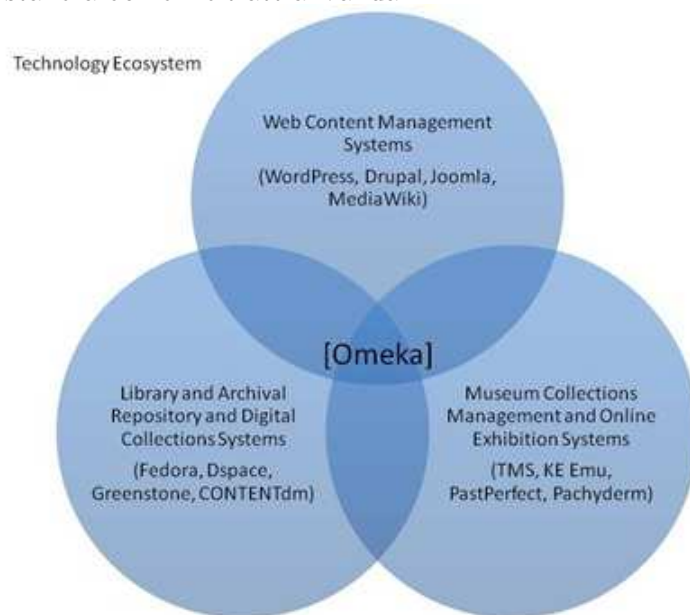 Technology Ecosystem
Web Content Management
Systems
(WordPress, Drupal, Joomla,
MediaWiki)
[Omeka]
Library and Archival
Repository and Digital
Collections Systems
(Fedora, Dspace,
Greenstone, CONTENTdm)
Museum Collections
Management and Online
Exhibition Systems
(TMS, KE Emu,
PastPerfect, Pachyderm)